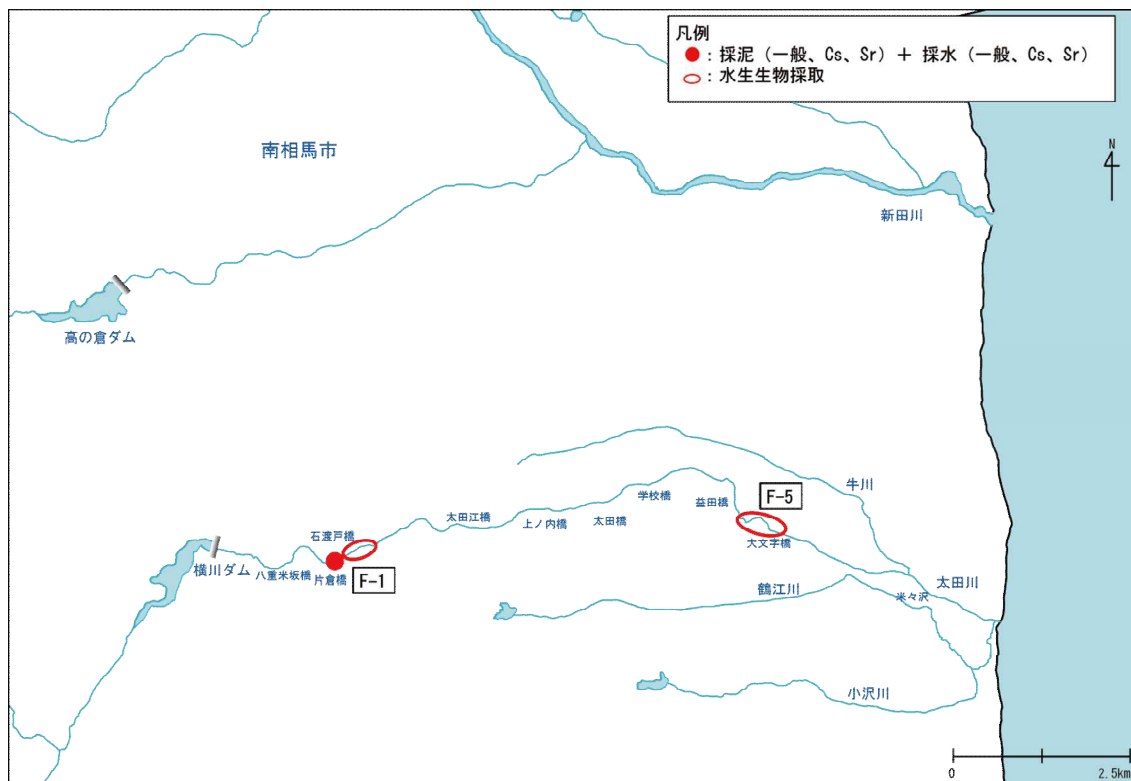 凡例
：採泥（一般、Cs、Sr）＋ 採水（一般、Cs、Sr）
：水生生物採取
南相馬市
N
新田川
高の倉ダム
牛川
学校橋
益田橋
F-5
太田江橋
上ノ内橋
太田橋
石渡戸橋
大文字橋
横川ダム
八重米坂橋
片倉橋
F-1
鶴江川
米々沢
太田川
小沢川
0
2.5km